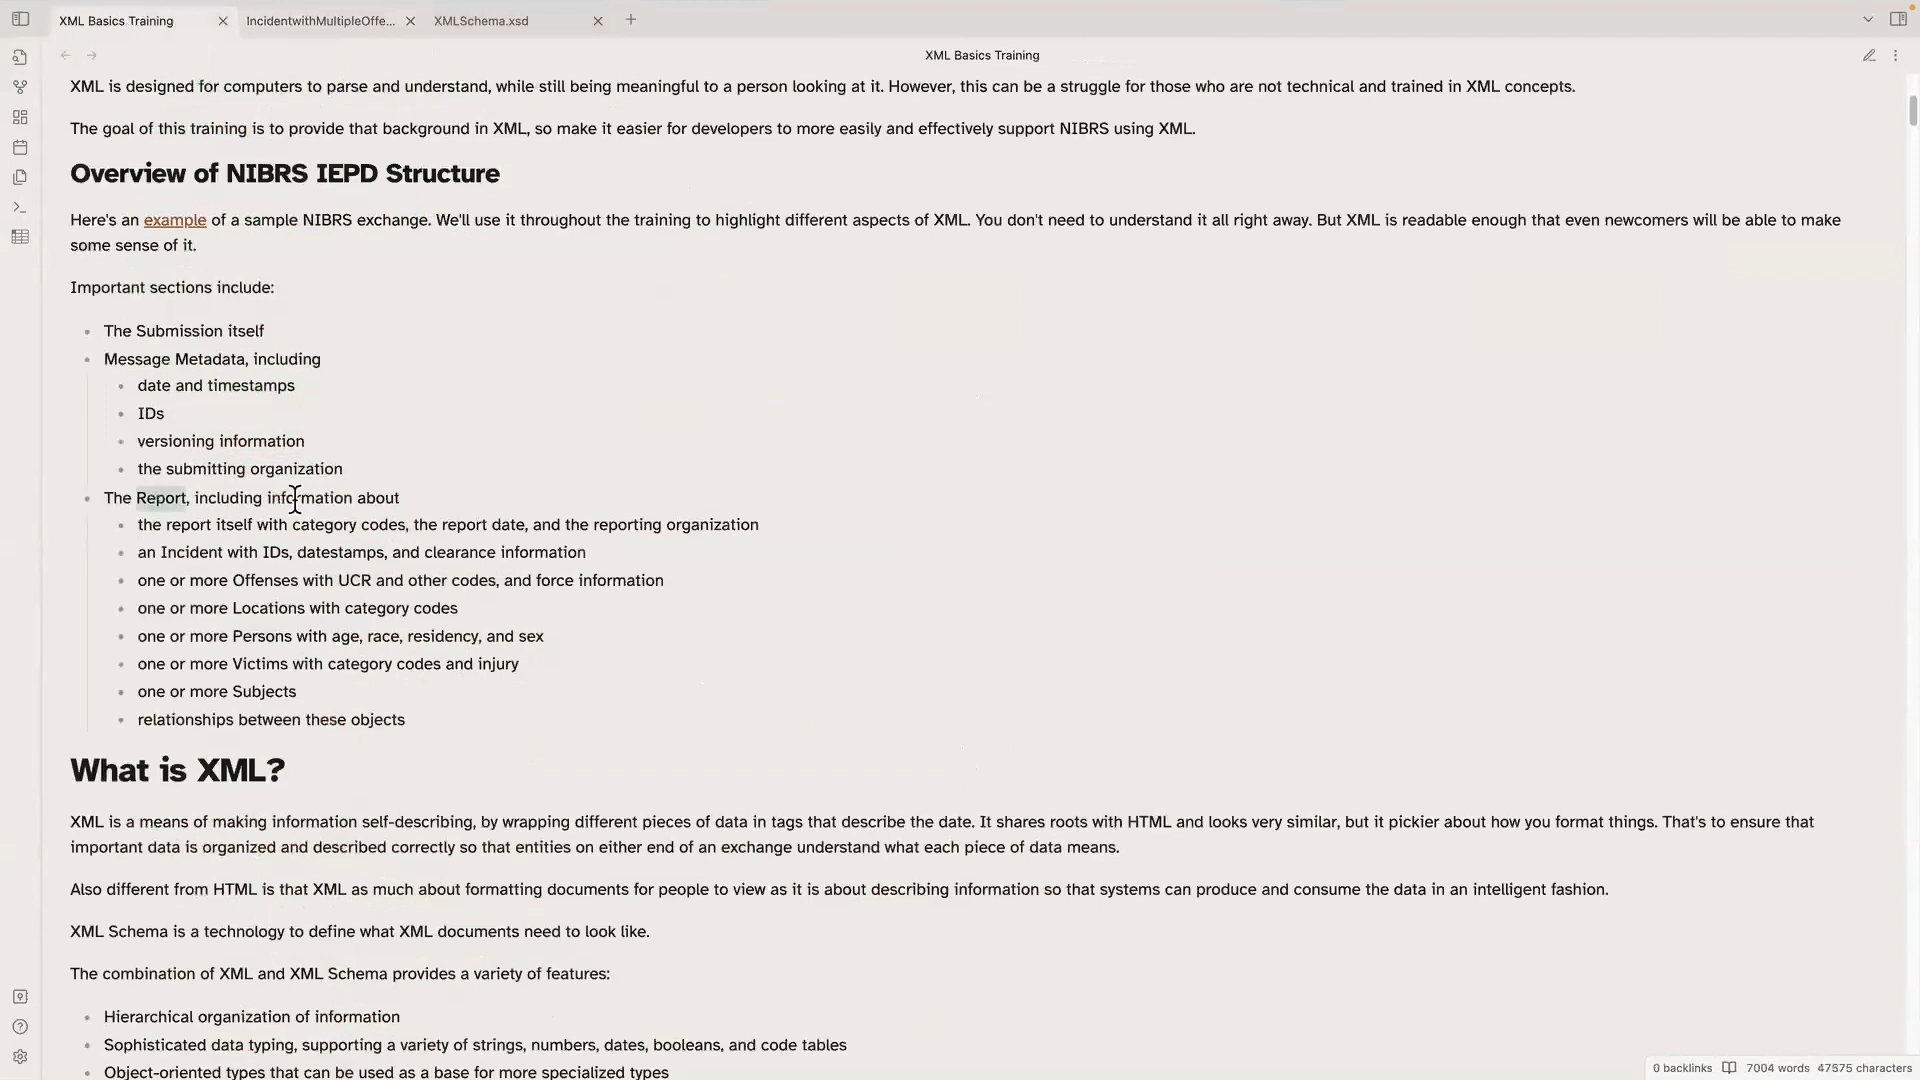 XML Basics Training
IncidentwithMultipleOffe...
XMLSchema.xsd
XML Basics Training
XML is designed for computers to parse and understand, while still being meaningful to a person looking at it. However, this can be a struggle for those who are not technical and trained in XML concepts.
The goal of this training is to provide that background in XML, so make it easier for developers to more easily and effectively support NIBRS using XML.
Overview of NIBRS IEPD Structure
Here's an example of a sample NIBRS exchange. We'll use it throughout the training to highlight different aspects of XML. You don't need to understand it all right away. But XML is readable enough that even newcomers will be able to make
some sense of it.
Important sections include:
The Submission itself
Message Metadata, including
date and timestamps
IDs
versioning information
the submitting organization
The Report, including information about
the report itself with category codes, the report date, and the reporting organization
an Incident with IDs, datestamps, and clearance information
one or more Offenses with UCR and other codes, and force information
one or more Locations with category codes
one or more Persons with age, race, residency, and sex
one or more Victims with category codes and injury
one or more Subjects
relationships between these objects
What is XML?
XML is a means of making information self-describing, by wrapping different pieces of data in tags that describe the date. It shares roots with HTML and looks very similar, but it pickier about how you format things. That's to ensure that
important data is organized and described correctly so that entities on either end of an exchange understand what each piece of data means.
Also different from HTML is that XML as much about formatting documents for people to view as it is about describing information so that systems can produce and consume the data in an intelligent fashion.
XML Schema is a technology to define what XML documents need to look like.
The combination of XML and XML Schema provides a variety of features:
Hierarchical organization of information
Sophisticated data typing, supporting a variety of strings, numbers, dates, booleans, and code tables
Object-oriented types that can be used as a base for more specialized types
0 backlinks 7004 words 47575 characters